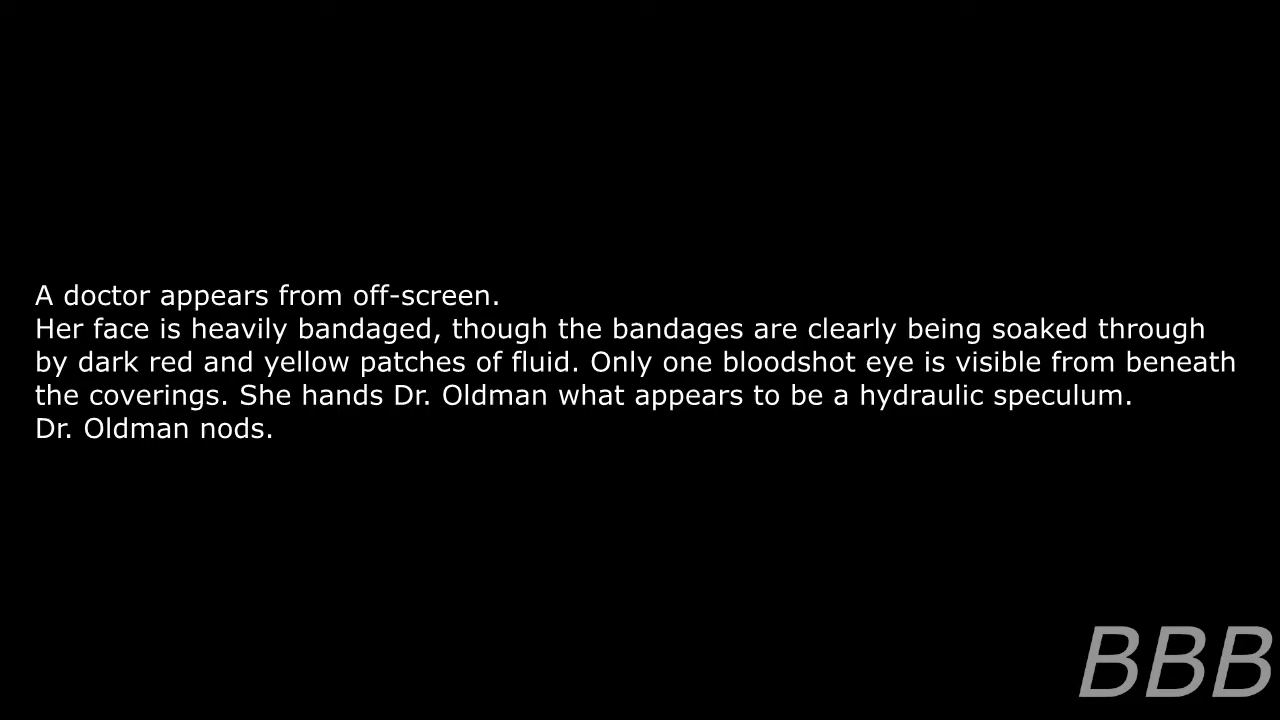 A doctor appears from off-screen.
Her face is heavily bandaged, though the bandages are clearly being soaked through
by dark red and yellow patches of fluid. Only one bloodshot eye is visible from beneath
the coverings. She hands Dr. Oldman what appears to be a hydraulic speculum.
Dr. Oldman nods.
BBB